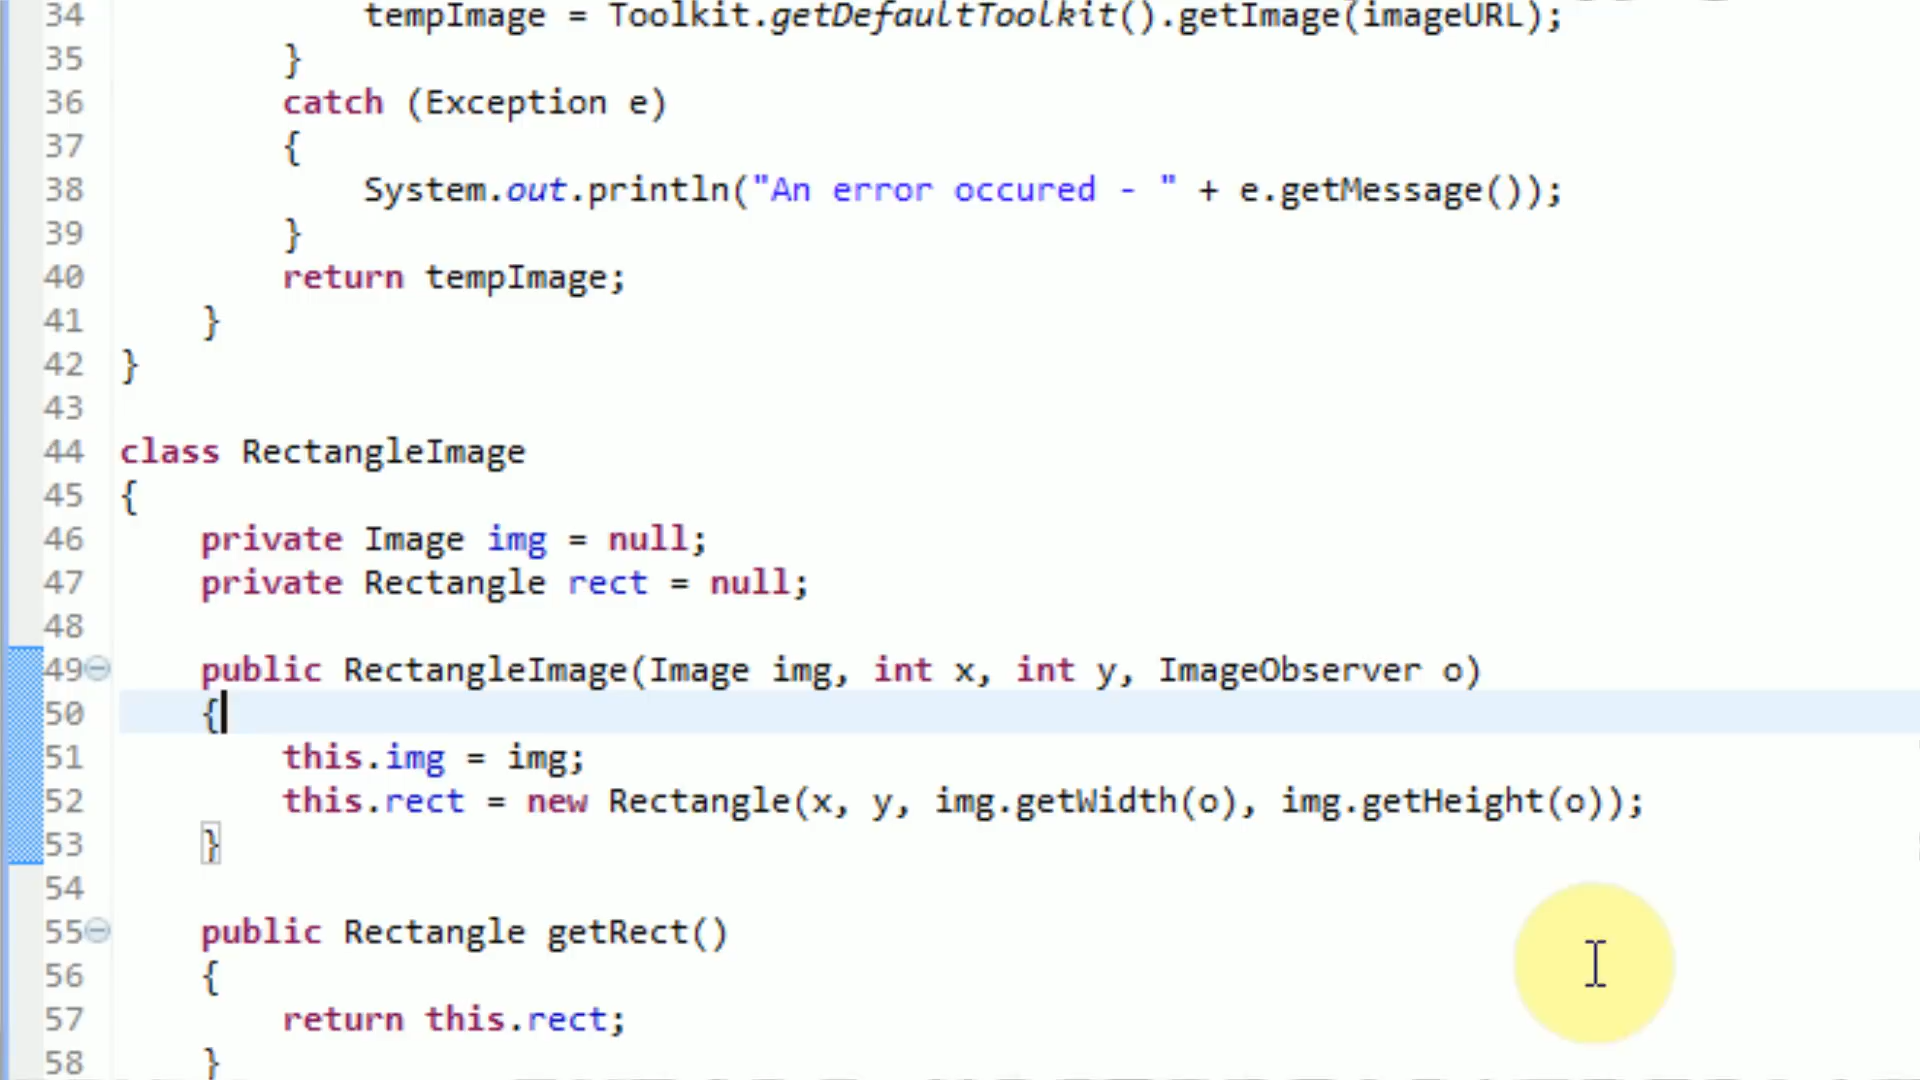 34 tempImage = Toolkit.getDefaultToolkit().getImage(imageURL);
35 }
36 catch (Exception e)
37 {
38 System.out.println("An error occured - " + e.getMessage());
39 }
40 return tempImage;
41 }
42 }
43
44 class RectangleImage
45 {
46 private Image img = null;
47 private Rectangle rect = null;
48
49 public RectangleImage(Image img, int x, int y, ImageObserver o)
50 {
51 this.img = img;
52 this.rect = new Rectangle(x, y, img.getWidth(o), img.getHeight(o));
53 }
54
55 public Rectangle getRect()
56 {
57 return this.rect;
58 }